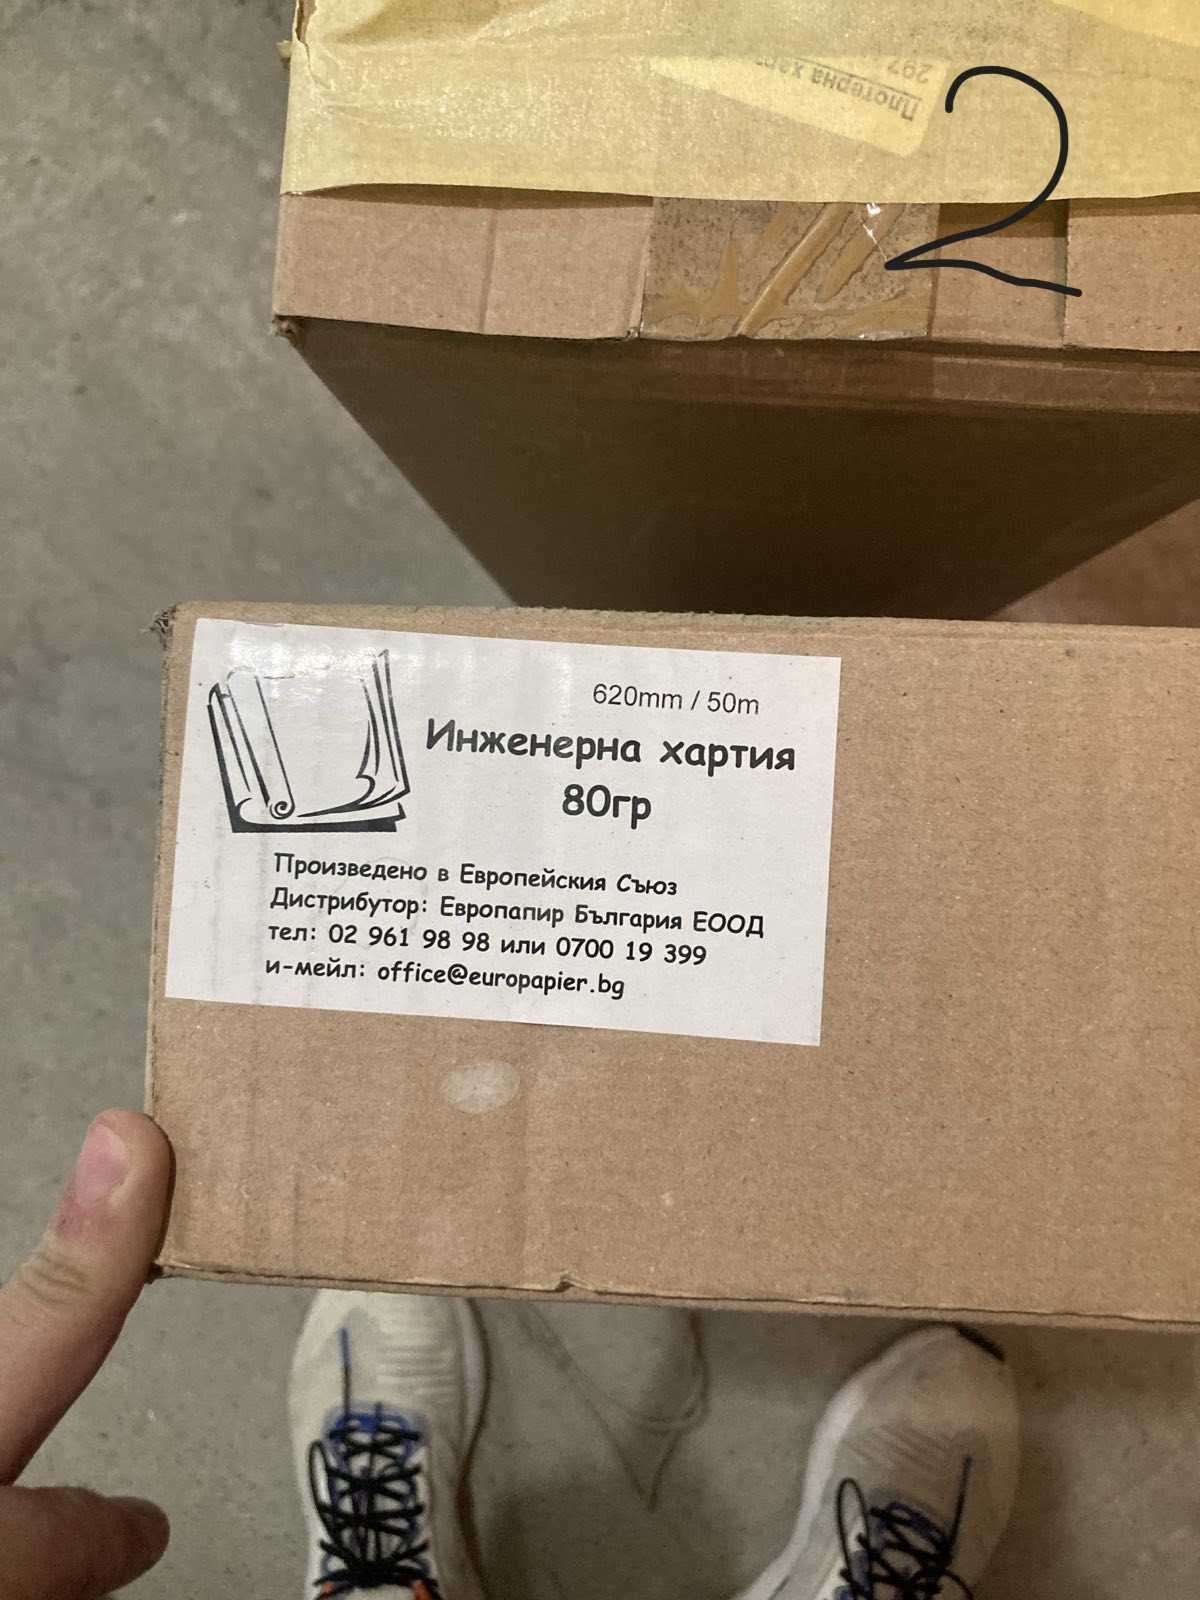 Плотерна
297
2
620mm / 50m
Инженерна хартия
80гр
Произведено в Европейския Съюз
Дистрибутор: Европапир България ЕООД
тел: 02 961 98 98 или 0700 19 399
и-мейл: office@europapier.bg